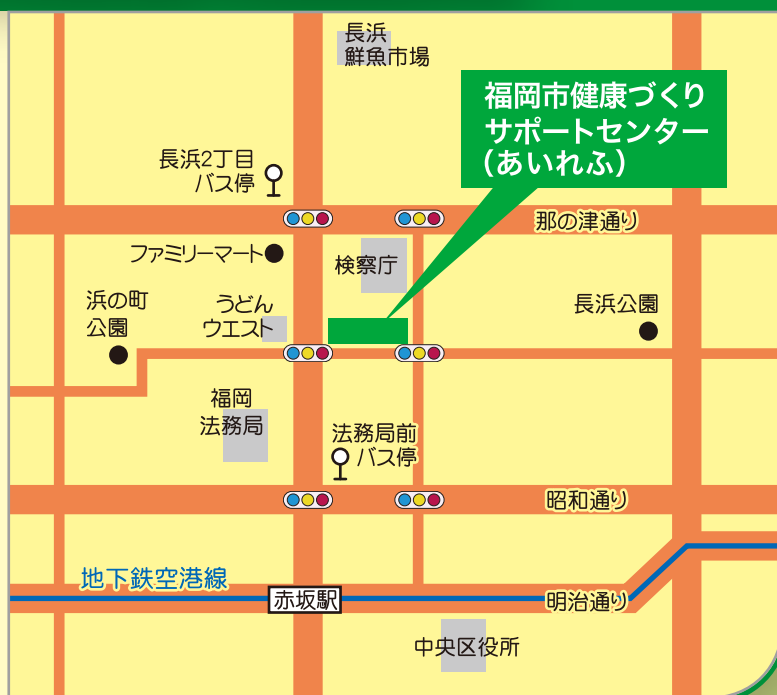 長浜
鮮魚市場
福岡市健康づくり
サポートセンター
(あいれふ)
長浜2丁目
バス停
那の津通り
ファミリーマート
検察庁
浜の町
公園
うどん
ウエスト
長浜公園
福岡
法務局
法務局前
バス停
昭和通り
地下鉄空港線
赤坂駅
明治通り
中央区役所